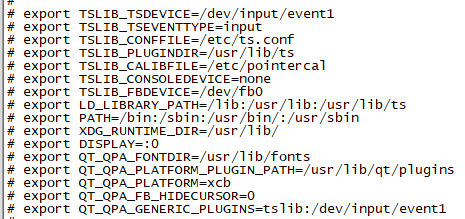 #
# export TSLIB_TSDEVICE=/dev/input/event1
# export TSLIB_TSEVENTTYPE=input
# export TSLIB_CONFFILE=/etc/ts.conf
# export TSLIB_PLUGINDIR=/usr/lib/ts
# export TSLIB_CALIBFILE=/etc/pointercal
# export TSLIB_CONSOLEDEVICE=none
# export TSLIB_FBDEVICE=/dev/fb0
# export LD_LIBRARY_PATH=/lib:/usr/lib:/usr/lib/ts
# export PATH=/bin:/sbin:/usr/bin/:/usr/sbin
# export XDG_RUNTIME_DIR=/usr/lib/
# export DISPLAY=:0
# export QT_QPA_FONTDIR=/usr/lib/fonts
# export QT_QPA_PLATFORM_PLUGIN_PATH=/usr/lib/qt/plugins
# export QT_QPA_PLATFORM=xcb
# export QT_QPA_FB_HIDECURSOR=0
# export QT_QPA_GENERIC_PLUGINS=tslib:/dev/input/event1
#